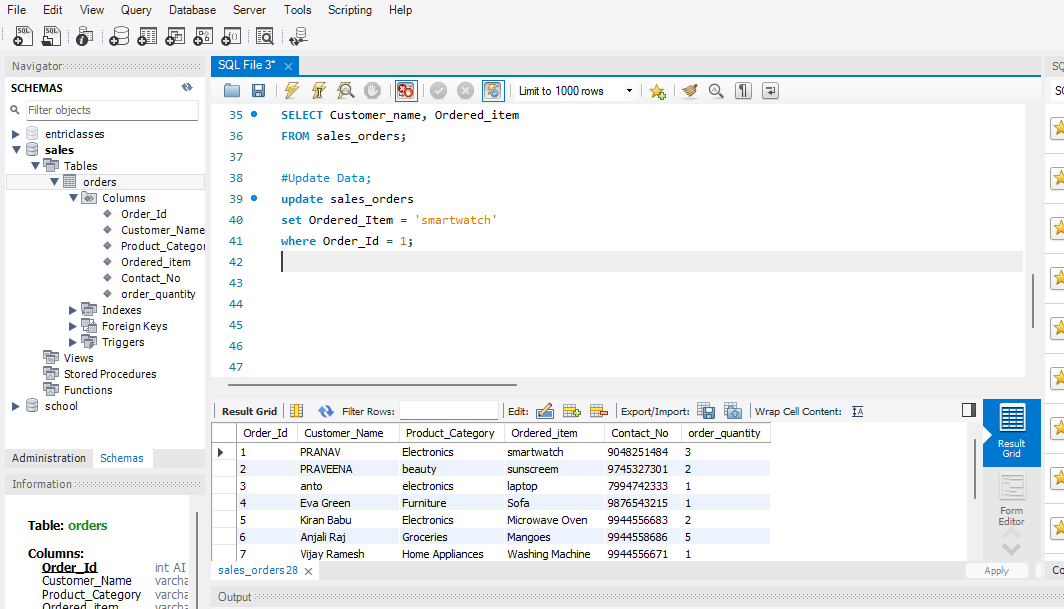 File Edit View Query Database Server Tools Scripting Help
Navigator
SCHEMAS
Filter objects
entriclasses
sales
Tables
orders
Columns
Order_Id
Customer_Name
Product_Categor
Ordered_item
Contact_No
order_quantity
Indexes
Foreign Keys
Triggers
Views
Stored Procedures
Functions
school
Administration Schemas
Information
Table: orders
Columns:
Order_Id int AI
Customer_Name varcha
Product_Category varcha
Ordered_item varcha
SQL File 3*
Limit to 1000 rows
35 SELECT Customer_name, Ordered_item
36 FROM sales_orders;
37
38 #Update Data;
39 update sales_orders
40 set Ordered_Item = 'smartwatch'
41 where Order_Id = 1;
42
43
44
45
46
47
Result Grid Filter Rows: Edit: Export/Import: Wrap Cell Content:
Order_Id Customer_Name Product_Category Ordered_item Contact_No order_quantity
1 PRANAV Electronics smartwatch 9048251484 3
2 PRAVEENA beauty sunscreem 9745327301 2
3 anto electronics laptop 7994742333 1
4 Eva Green Furniture Sofa 9876543215 1
5 Kiran Babu Electronics Microwave Oven 9944556683 2
6 Anjali Raj Groceries Mangoes 9944558686 5
7 Vijay Ramesh Home Appliances Washing Machine 9944556671 1
Result
Grid
Form
Editor
sales_orders28 Apply
Output
SQ
Co